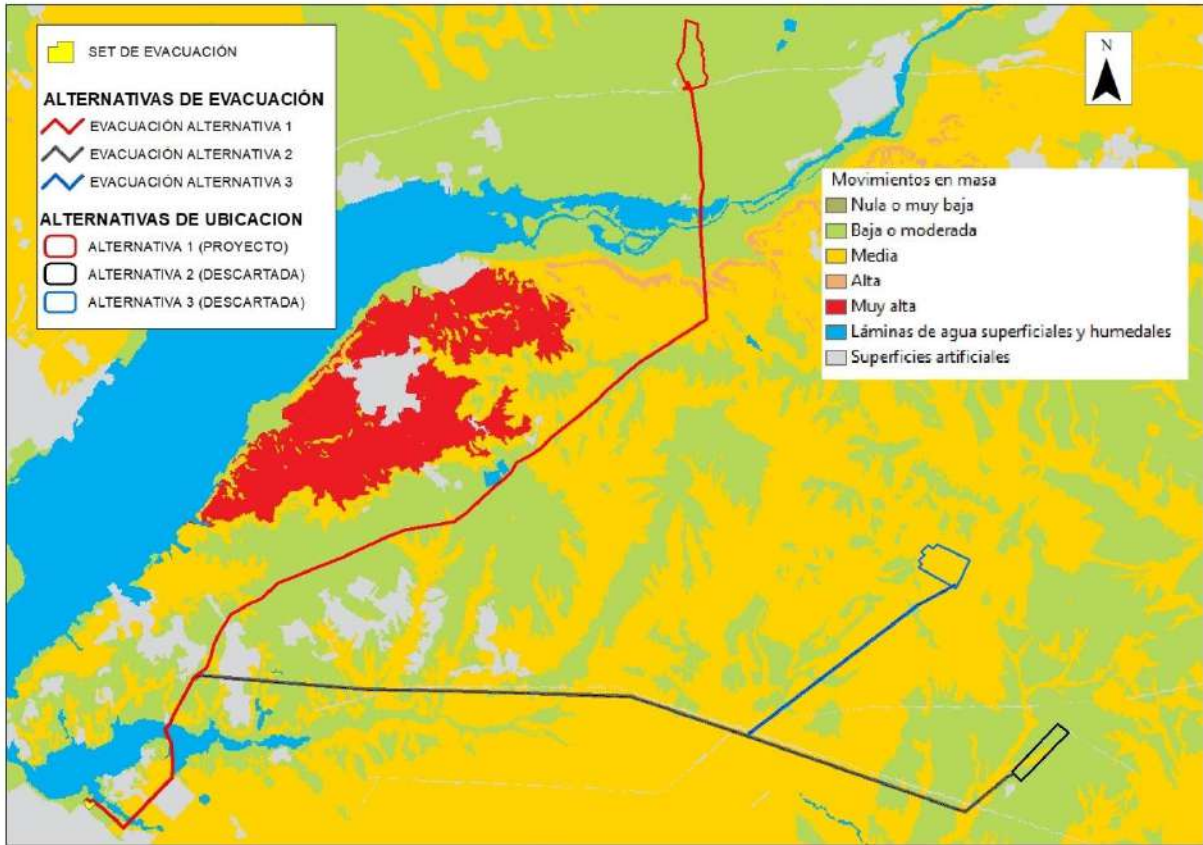 SET DE EVACUACIÓN
ALTERNATIVAS DE EVACUACIÓN
EVACUACIÓN ALTERNATIVA 1
EVACUACIÓN ALTERNATIVA 2
EVACUACIÓN ALTERNATIVA 3
ALTERNATIVAS DE UBICACION
ALTERNATIVA 1 (PROYECTO)
ALTERNATIVA 2 (DESCARTADA)
ALTERNATIVA 3 (DESCARTADA)
N
Movimientos en masa
Nula o muy baja
Baja o moderada
Media
Alta
Muy alta
Láminas de agua superficiales y humedales
Superficies artificiales